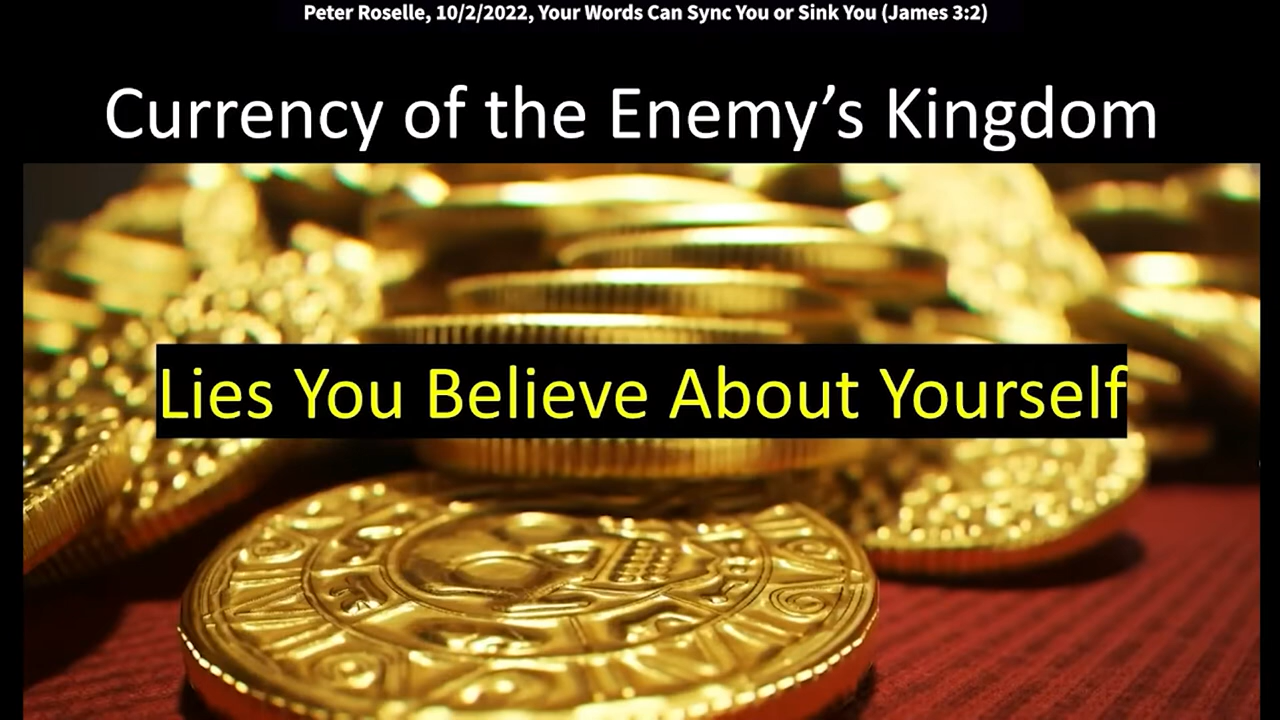 Peter Roselle, 10/2/2022, Your Words Can Sync You or Sink You (James 3:2)
Currency of the Enemy’s Kingdom
Lies You Believe About Yourself